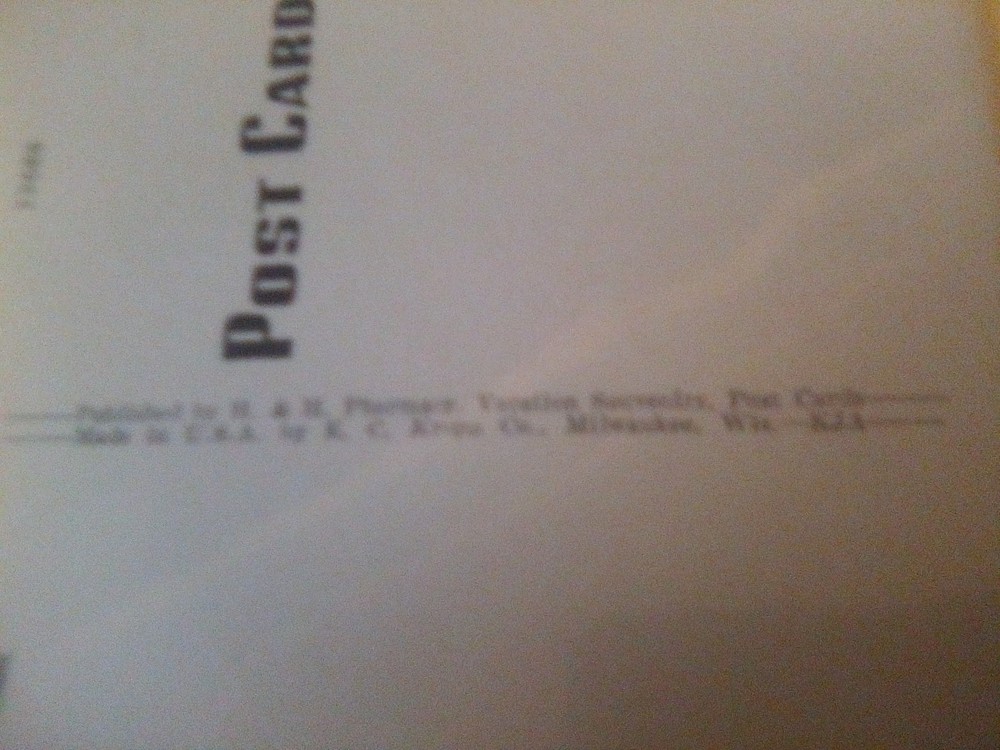 POST CARD
Published by H. & H. Pharmacy, Vacation Souvenirs, Post Cards
Made in U.S.A. by E. C. Kropp Co., Milwaukee, Wis.